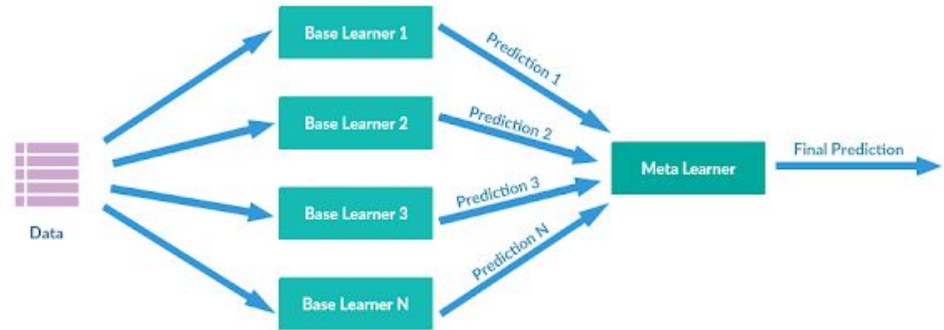 Base Learner 1
Prediction 1
Base Learner 2
Prediction 2
Meta Learner
Final Prediction
Data
Base Learner 3
Prediction 3
Base Learner N
Prediction N